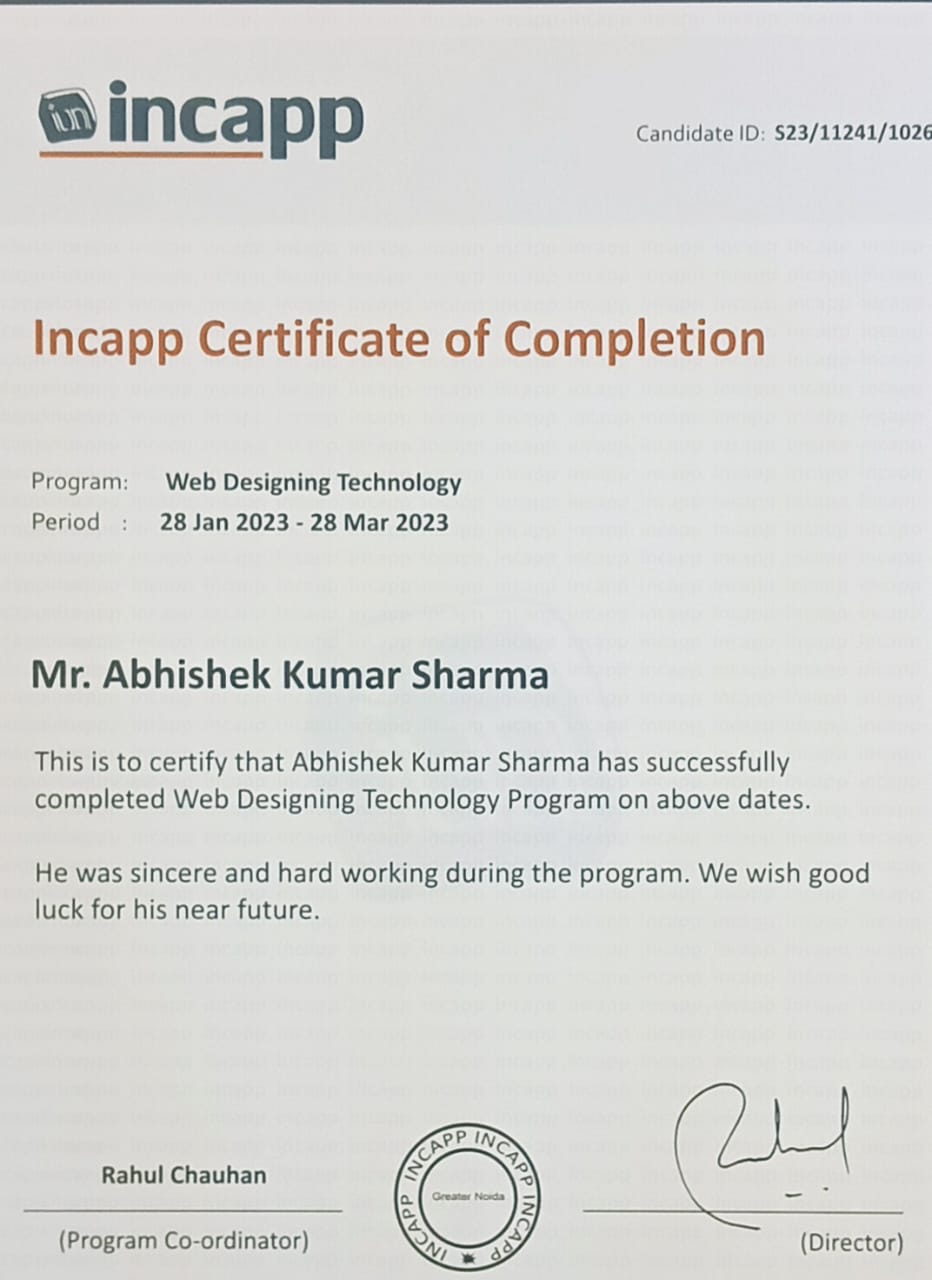 iun incapp
Candidate ID: S23/11241/1026
Incapp Certificate of Completion
Program: Web Designing Technology
Period : 28 Jan 2023 - 28 Mar 2023
Mr. Abhishek Kumar Sharma
This is to certify that Abhishek Kumar Sharma has successfully
completed Web Designing Technology Program on above dates.
He was sincere and hard working during the program. We wish good
luck for his near future.
Rahul Chauhan
(Program Co-ordinator)
INCAPP INCAPP INCAPP INCAPP
Greater Noida
Rahul
(Director)